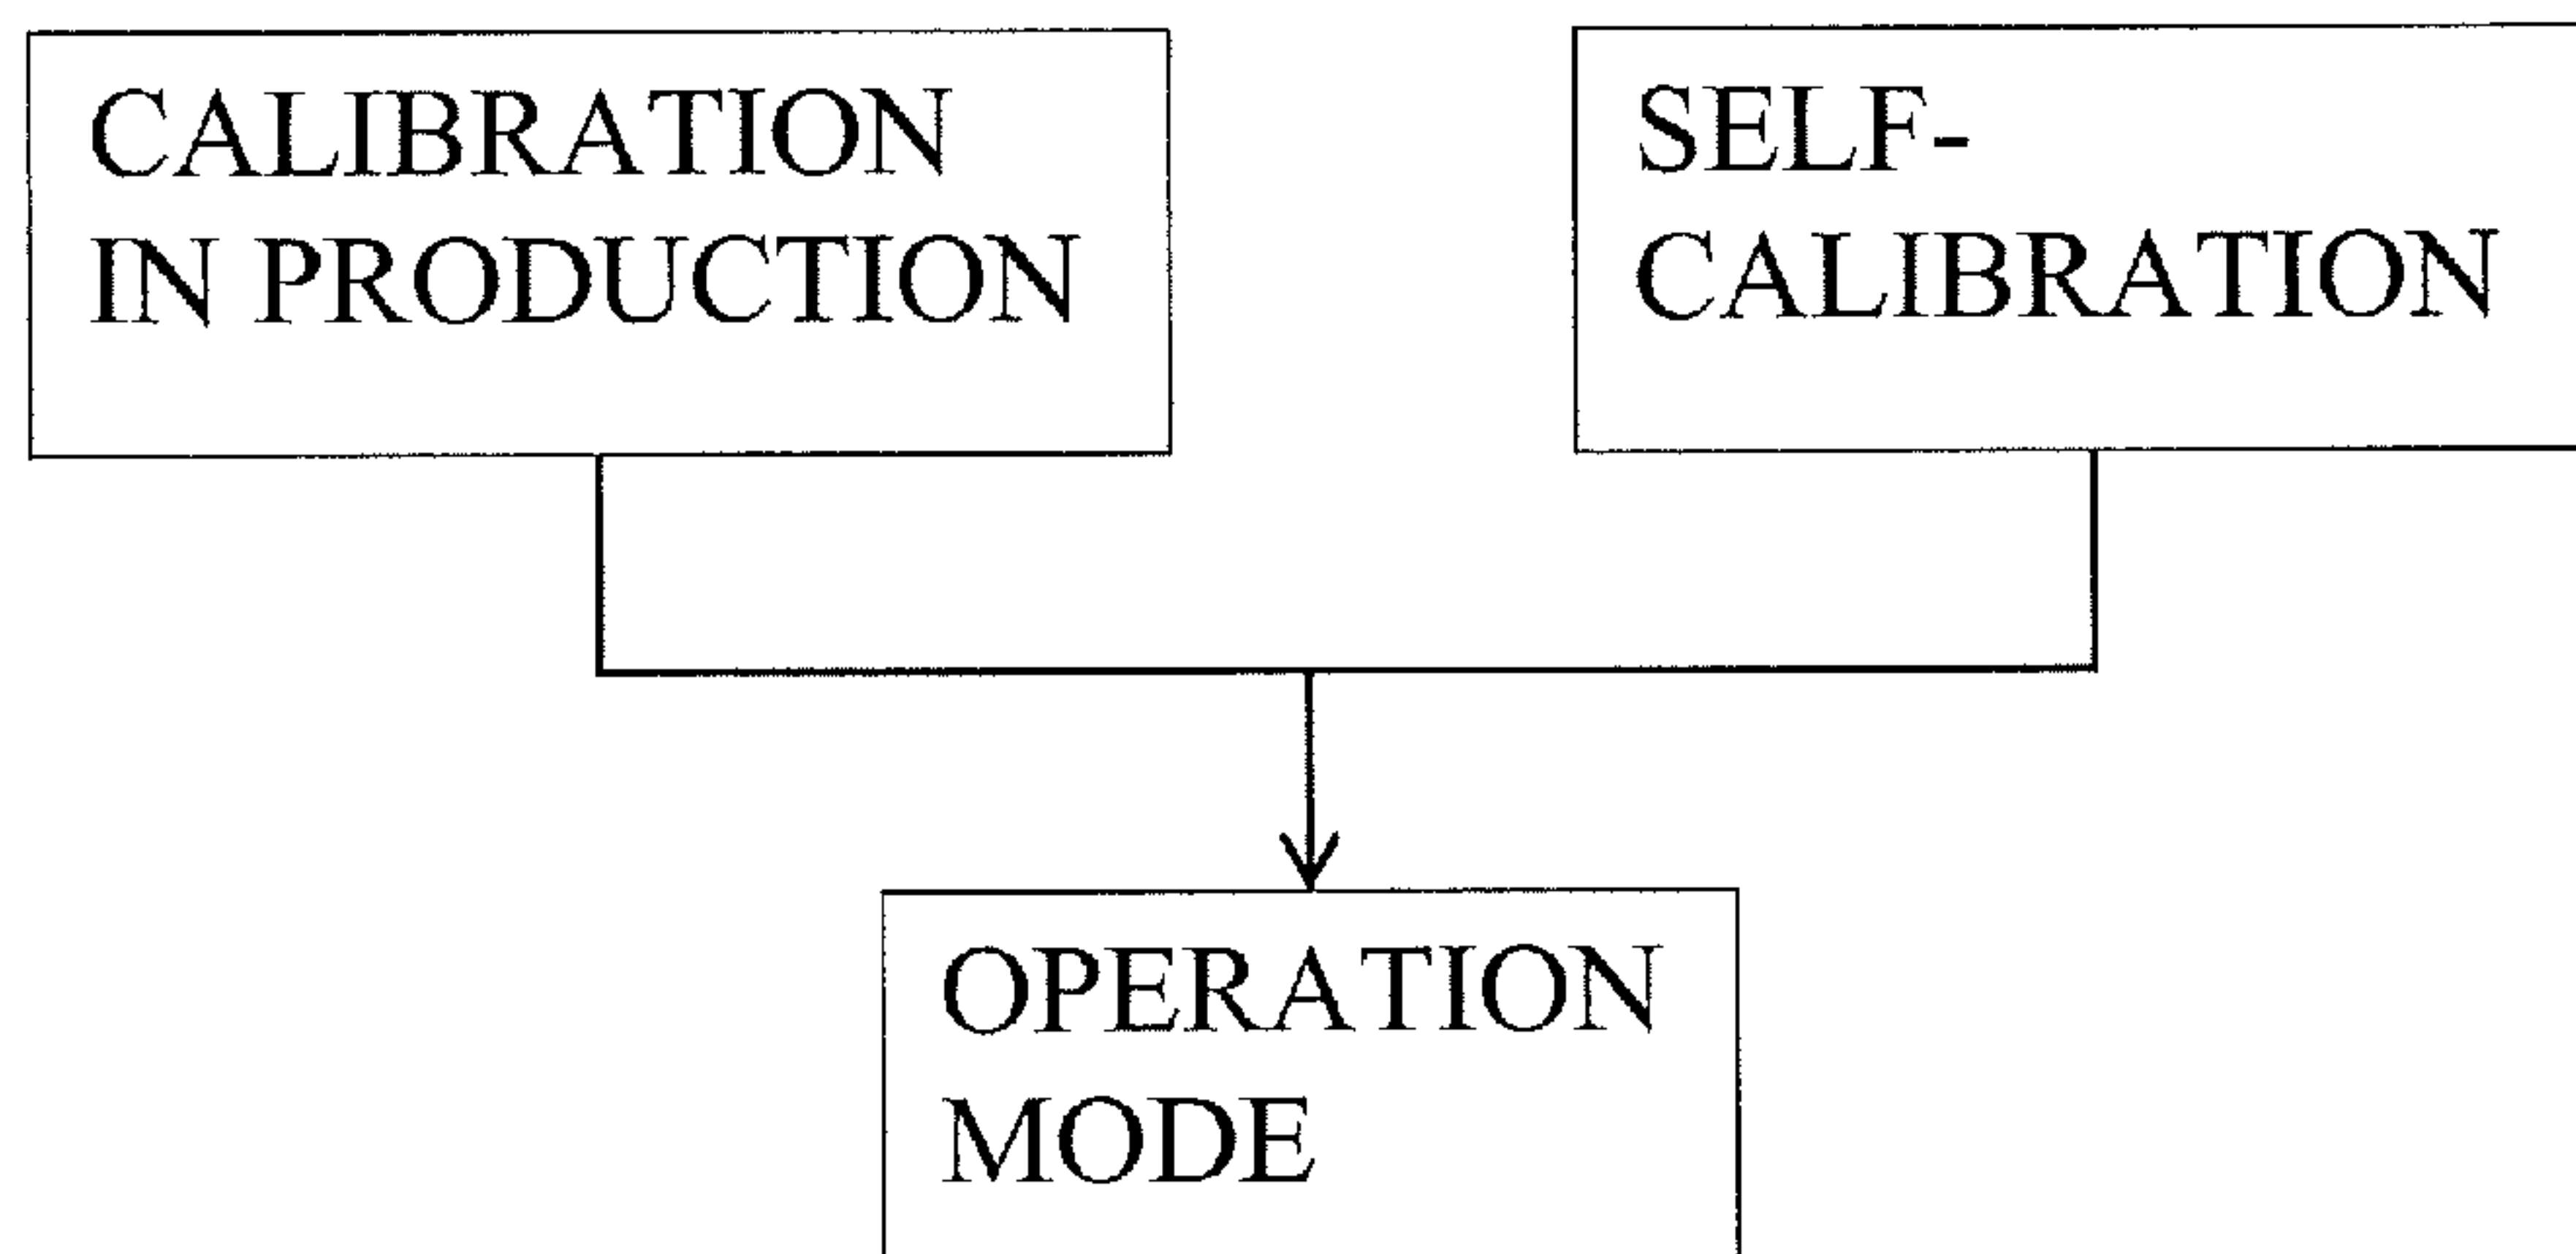 CALIBRATION
IN PRODUCTION
SELF-
CALIBRATION
OPERATION
MODE